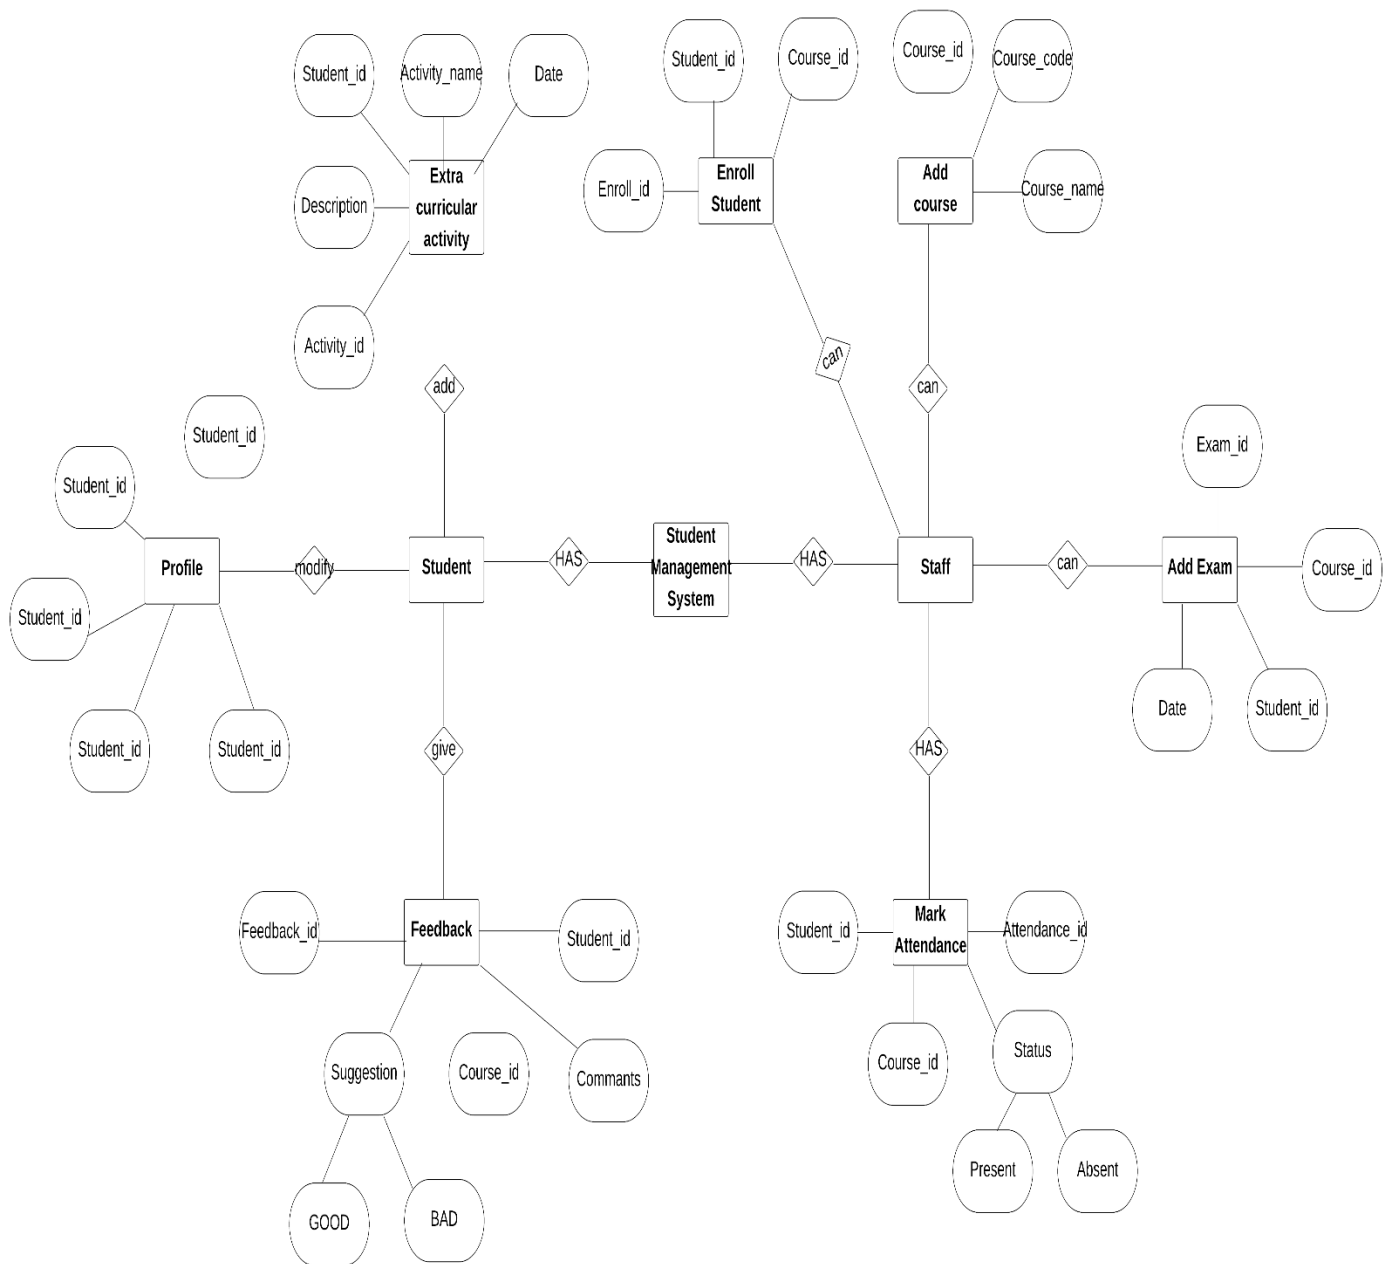 Student_id
Activity_name
Date
Student_id
Course_id
Course_id
Course_code
Extra
curricular
activity
Description
Enroll_id
Enroll
Student
Add
course
Course_name
Activity_id
add
can
can
Student_id
Student_id
Exam_id
Profile
modify
Student
HAS
Student
Management
System
HAS
Staff
can
Add Exam
Course_id
Student_id
Student_id
Student_id
give
HAS
Date
Student_id
Feedback_id
Feedback
Student_id
Student_id
Mark
Attendance
Attendance_id
Suggestion
Course_id
Commants
Course_id
Status
GOOD
BAD
Present
Absent